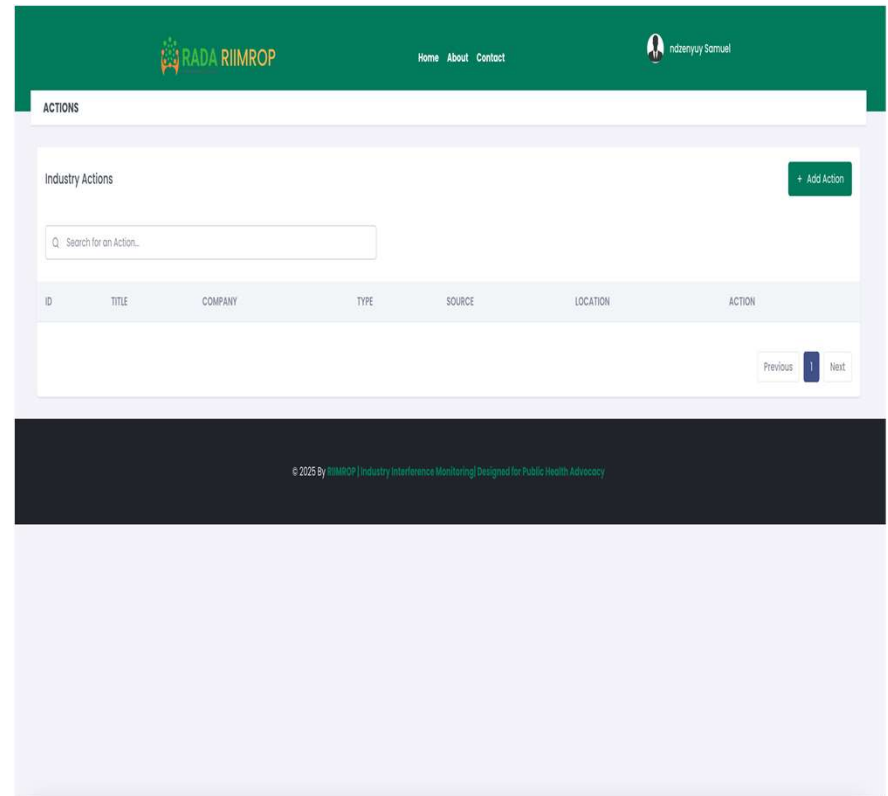 RADA RIIMROP
Home About Contact
ndzenyuy Samuel
ACTIONS
Industry Actions
+ Add Action
Search for an Action...
ID TITLE COMPANY TYPE SOURCE LOCATION ACTION
Previous 1 Next
© 2025 By RIIMROP | Industry Interference Monitoring| Designed for Public Health Advocacy